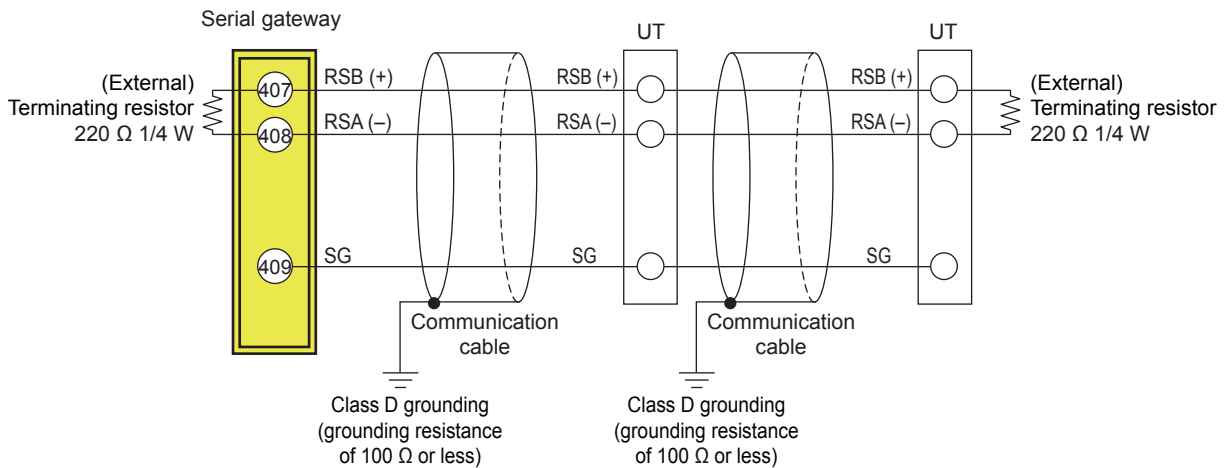 Serial gateway
UT
UT
(External)
Terminating resistor
220 Ω 1/4 W
407
RSB (+)
RSB (+)
RSB (+)
(External)
Terminating resistor
220 Ω 1/4 W
408
RSA (–)
RSA (–)
RSA (–)
409
SG
SG
SG
Communication
cable
Communication
cable
Class D grounding
(grounding resistance
of 100 Ω or less)
Class D grounding
(grounding resistance
of 100 Ω or less)